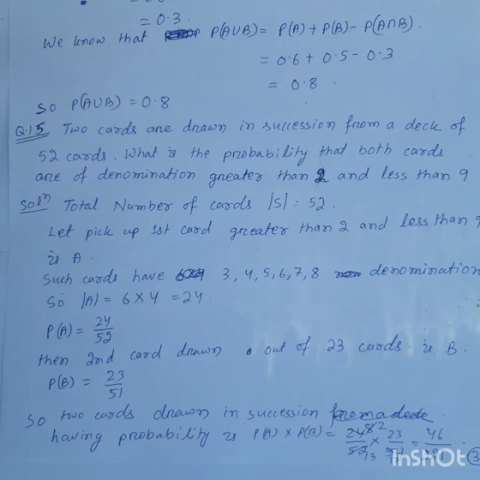 = 0.3
We know that P(A∪B) = P(A) + P(B) - P(A∩B).
= 0.6 + 0.5 - 0.3
= 0.8.
So P(A∪B) = 0.8
Q.15 Two cards are drawn in succession from a deck of
52 cards. What is the probability that both cards
are of denomination greater than 2 and less than 9
Solⁿ Total Number of cards |S| = 52.
Let pick up 1st card greater than 2 and less than 9
is A.
Such cards have 3, 4, 5, 6, 7, 8 denomination
So |A| = 6 × 4 = 24.
P(A) = 24/52
then 2nd card drawn out of 23 cards is B.
P(B) = 23/51
So two cards drawn in succession from a deck
having probability is P(A) × P(B) = 24/52 × 23/51 = 46/
InShOt